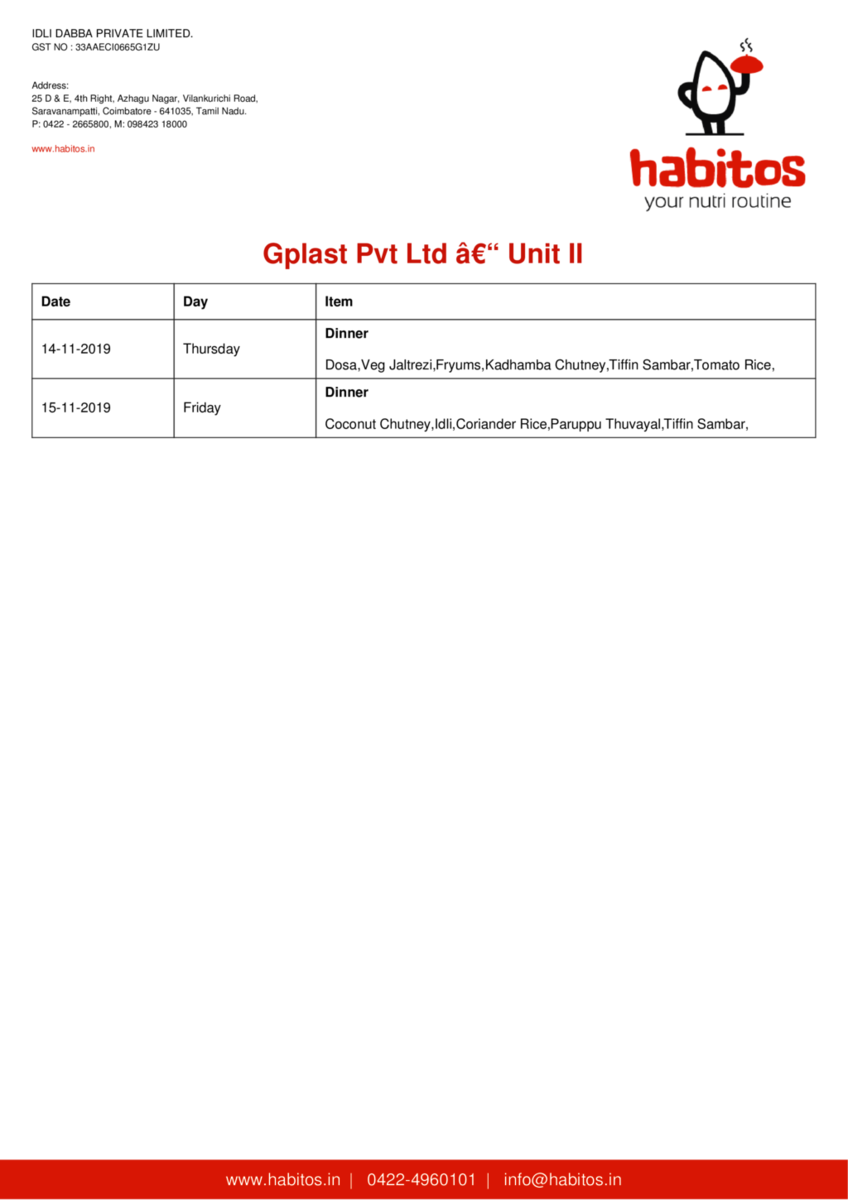 IDLI DABBA PRIVATE LIMITED.
GST NO : 33AAECI0665G1ZU
Address:
25 D & E, 4th Right, Azhagu Nagar, Vilankurichi Road,
Saravanampatti, Coimbatore - 641035, Tamil Nadu.
P: 0422 - 2665800, M: 098423 18000
www.habitos.in
habitos
your nutri routine
Gplast Pvt Ltd â€“ Unit II
Date Day Item
14-11-2019 Thursday Dinner
Dosa,Veg Jaltrezi,Fryums,Kadhamba Chutney,Tiffin Sambar,Tomato Rice,
15-11-2019 Friday Dinner
Coconut Chutney,Idli,Coriander Rice,Paruppu Thuvayal,Tiffin Sambar,
www.habitos.in | 0422-4960101 | info@habitos.in